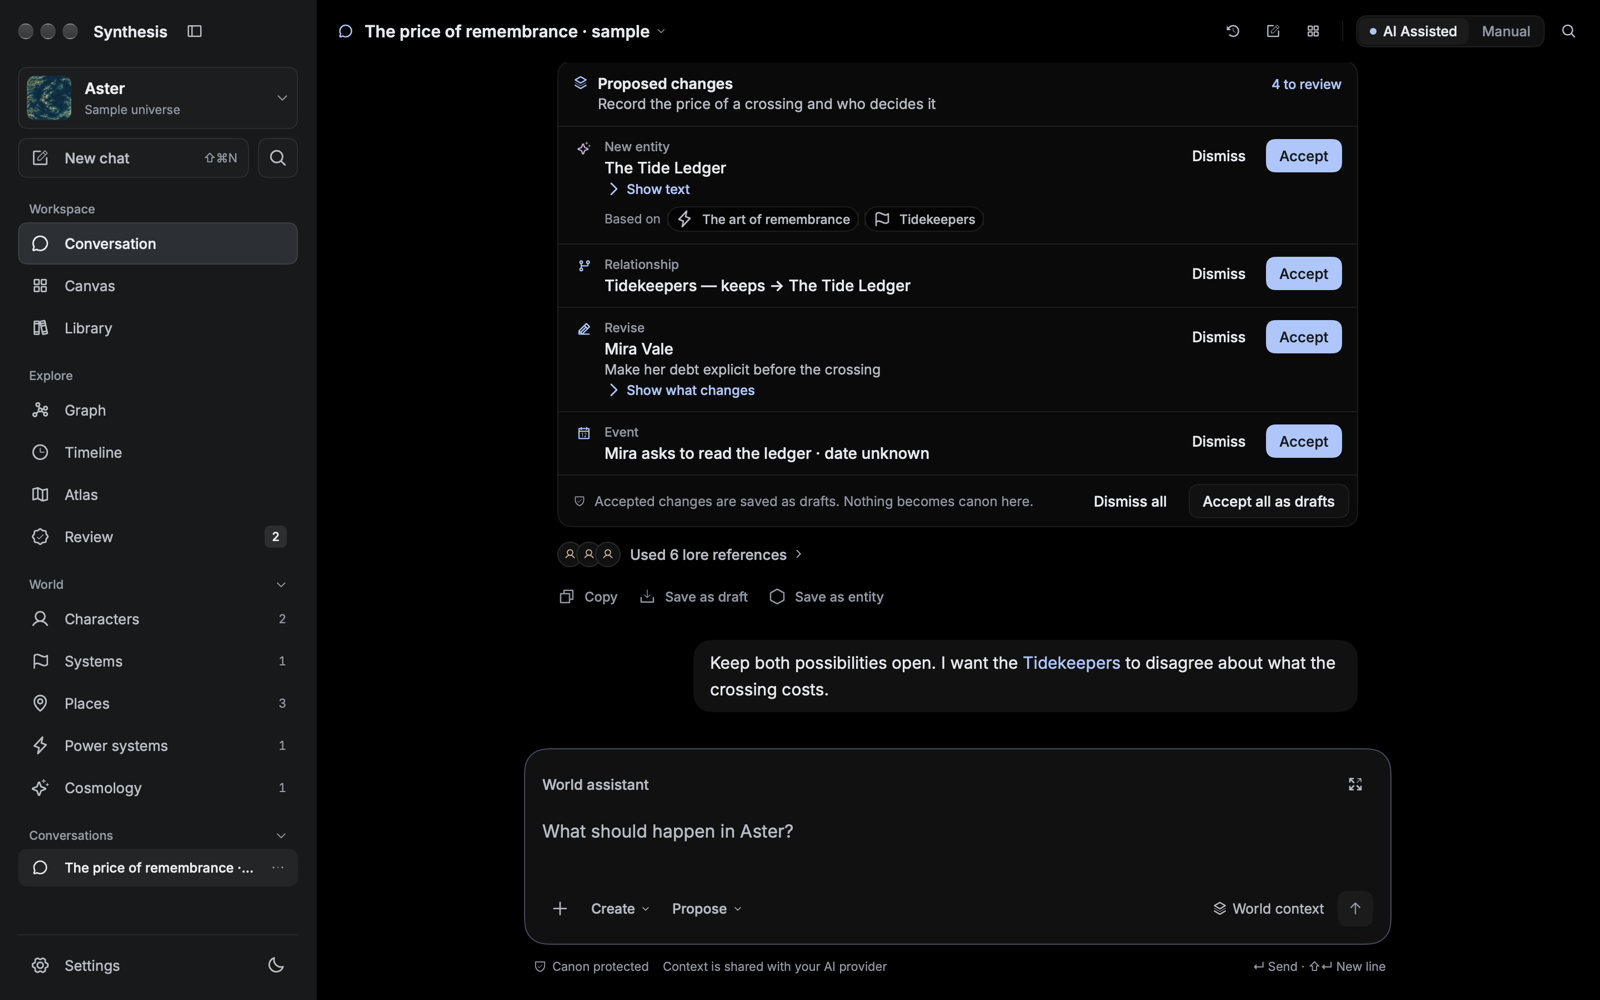 Synthesis
Aster
Sample universe
New chat
⇧⌘N
Workspace
Conversation
Canvas
Library
Explore
Graph
Timeline
Atlas
Review
2
World
Characters
2
Systems
1
Places
3
Power systems
1
Cosmology
1
Conversations
The price of remembrance ·...
Settings
The price of remembrance · sample
AI Assisted
Manual
Proposed changes
4 to review
Record the price of a crossing and who decides it
New entity
The Tide Ledger
Show text
Dismiss
Accept
Based on
The art of remembrance
Tidekeepers
Relationship
Tidekeepers — keeps → The Tide Ledger
Dismiss
Accept
Revise
Mira Vale
Make her debt explicit before the crossing
Show what changes
Dismiss
Accept
Event
Mira asks to read the ledger · date unknown
Dismiss
Accept
Accepted changes are saved as drafts. Nothing becomes canon here.
Dismiss all
Accept all as drafts
Used 6 lore references
Copy
Save as draft
Save as entity
Keep both possibilities open. I want the Tidekeepers to disagree about what the
crossing costs.
World assistant
What should happen in Aster?
Create
Propose
World context
Canon protected
Context is shared with your AI provider
↵ Send · ⇧↵ New line